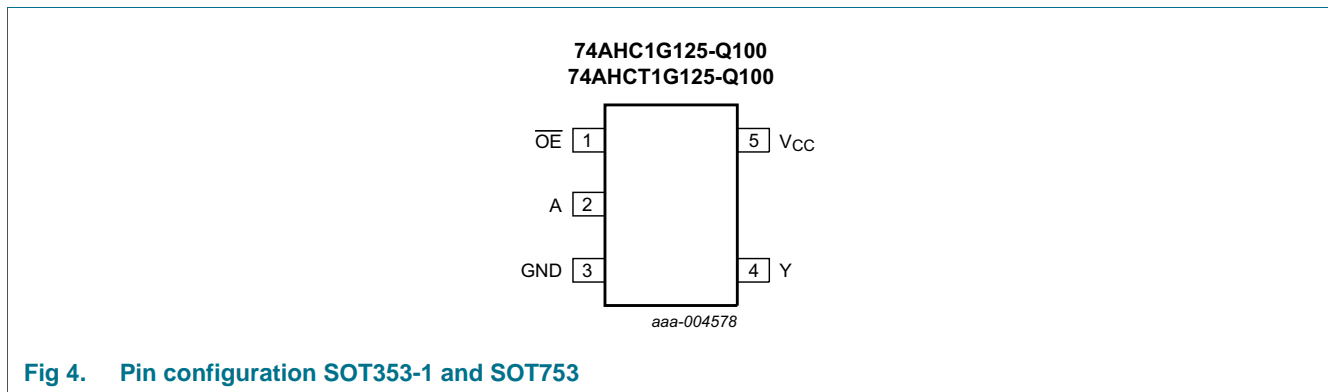 74AHC1G125-Q100
74AHCT1G125-Q100
OE 1
5 VCC
A 2
GND 3
4 Y
aaa-004578
Fig 4. Pin configuration SOT353-1 and SOT753